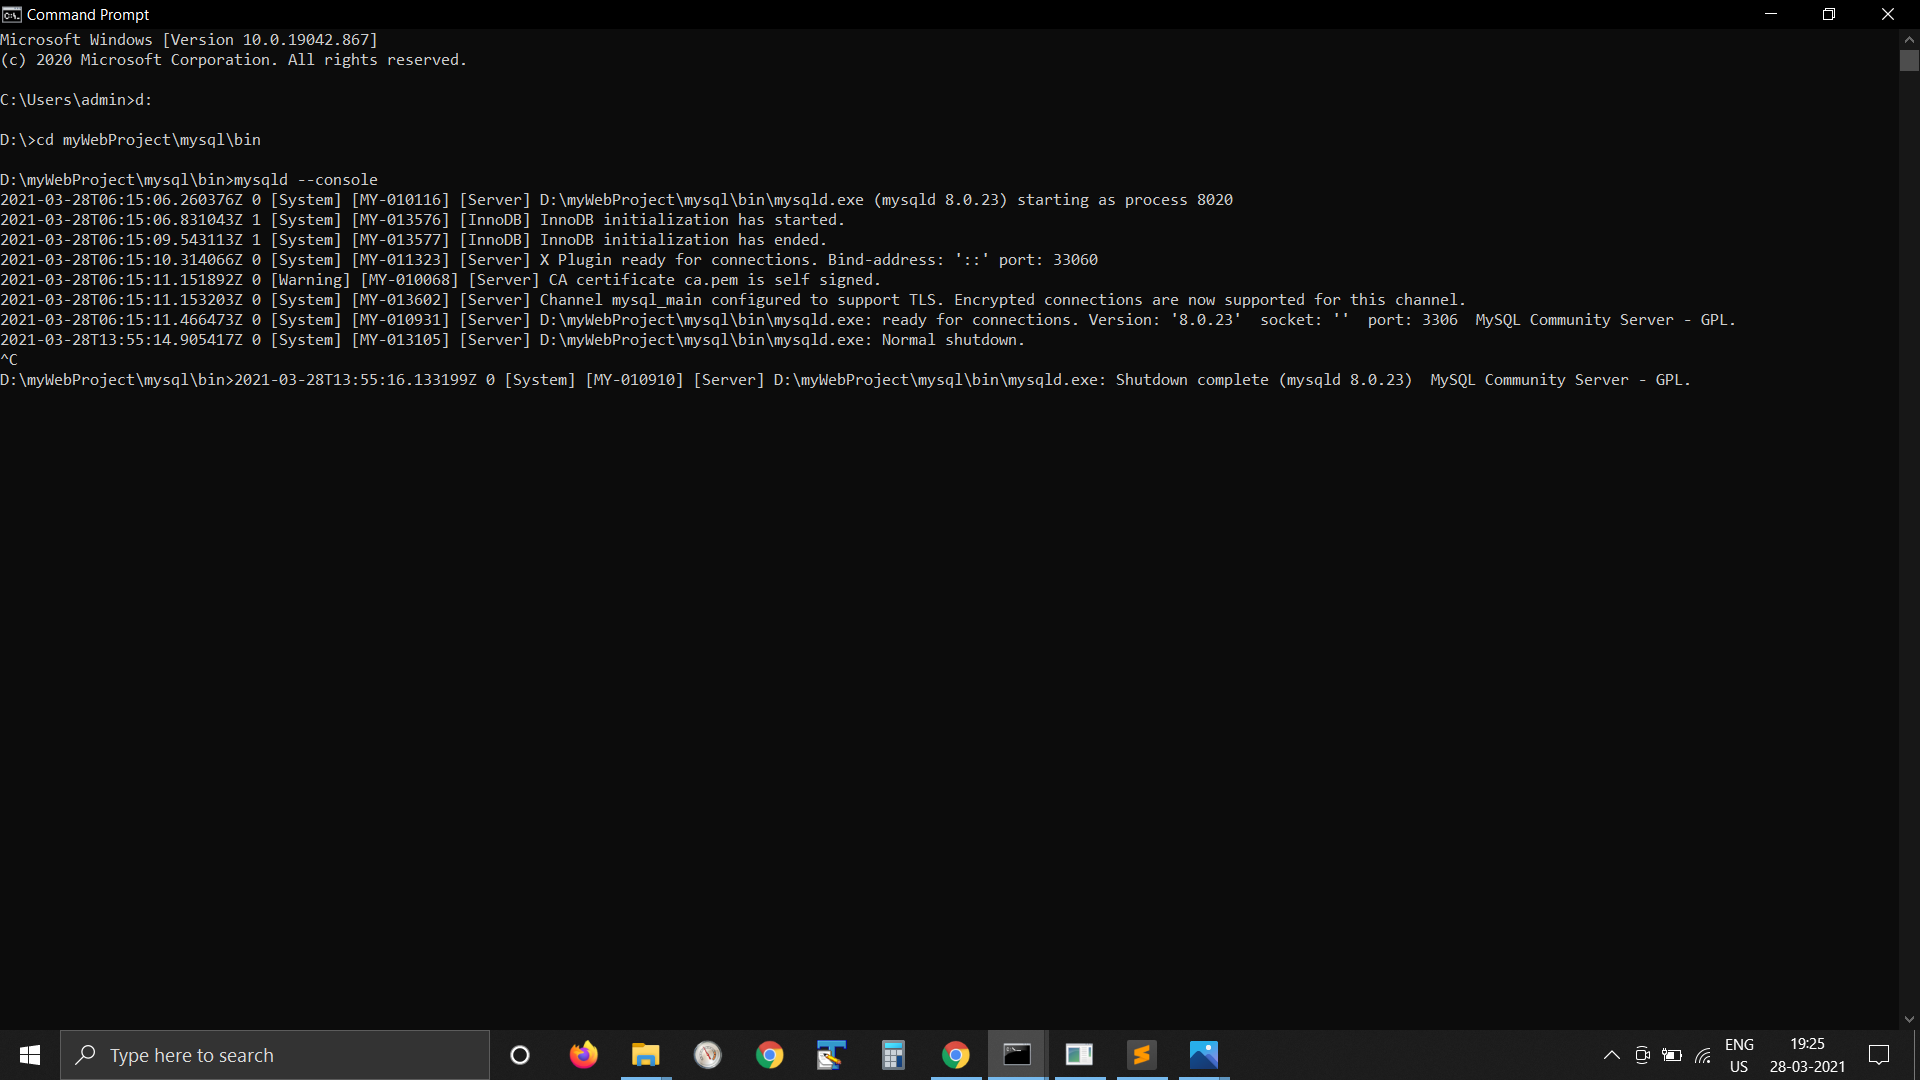 Command Prompt
Microsoft Windows [Version 10.0.19042.867]
(c) 2020 Microsoft Corporation. All rights reserved.
C:\Users\admin>d:
D:\>cd myWebProject\mysql\bin
D:\myWebProject\mysql\bin>mysqld --console
2021-03-28T06:15:06.260376Z 0 [System] [MY-010116] [Server] D:\myWebProject\mysql\bin\mysqld.exe (mysqld 8.0.23) starting as process 8020
2021-03-28T06:15:06.831043Z 1 [System] [MY-013576] [InnoDB] InnoDB initialization has started.
2021-03-28T06:15:09.543113Z 1 [System] [MY-013577] [InnoDB] InnoDB initialization has ended.
2021-03-28T06:15:10.314066Z 0 [System] [MY-011323] [Server] X Plugin ready for connections. Bind-address: '::' port: 33060
2021-03-28T06:15:11.151892Z 0 [Warning] [MY-010068] [Server] CA certificate ca.pem is self signed.
2021-03-28T06:15:11.153203Z 0 [System] [MY-013602] [Server] Channel mysql_main configured to support TLS. Encrypted connections are now supported for this channel.
2021-03-28T06:15:11.466473Z 0 [System] [MY-010931] [Server] D:\myWebProject\mysql\bin\mysqld.exe: ready for connections. Version: '8.0.23'  socket: ''  port: 3306  MySQL Community Server - GPL.
2021-03-28T13:55:14.905417Z 0 [System] [MY-013105] [Server] D:\myWebProject\mysql\bin\mysqld.exe: Normal shutdown.
^C
D:\myWebProject\mysql\bin>2021-03-28T13:55:16.133199Z 0 [System] [MY-010910] [Server] D:\myWebProject\mysql\bin\mysqld.exe: Shutdown complete (mysqld 8.0.23)  MySQL Community Server - GPL.
Type here to search
ENG
US
19:25
28-03-2021